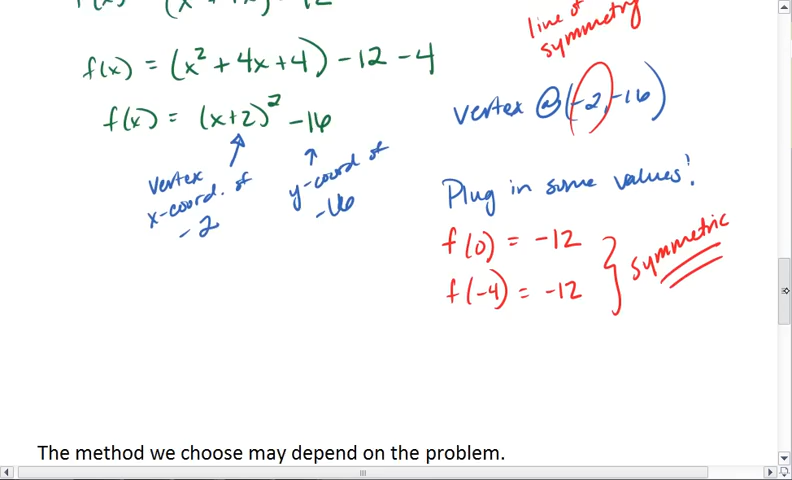 f(x) = (x² + 4x + 4) - 12 - 4
f(x) = (x+2)² - 16
vertex
x-coord. of
-2
y-coord of
-16
line of
symmetry
vertex @ (-2, -16)
Plug in some values!
f(0) = -12
f(-4) = -12
symmetric
The method we choose may depend on the problem.